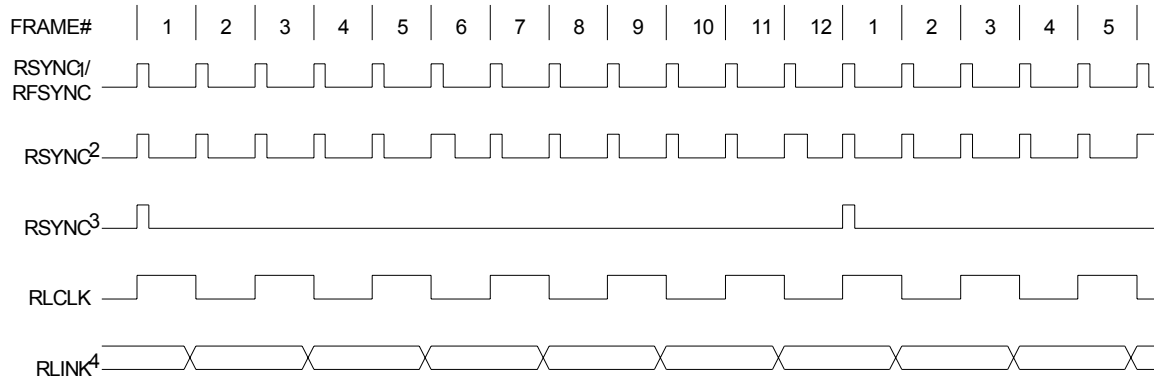 FRAME# 1 2 3 4 5 6 7 8 9 10 11 12 1 2 3 4 5
RSYNC1/
RFSYNC
RSYNC2
RSYNC3
RLCLK
RLINK4